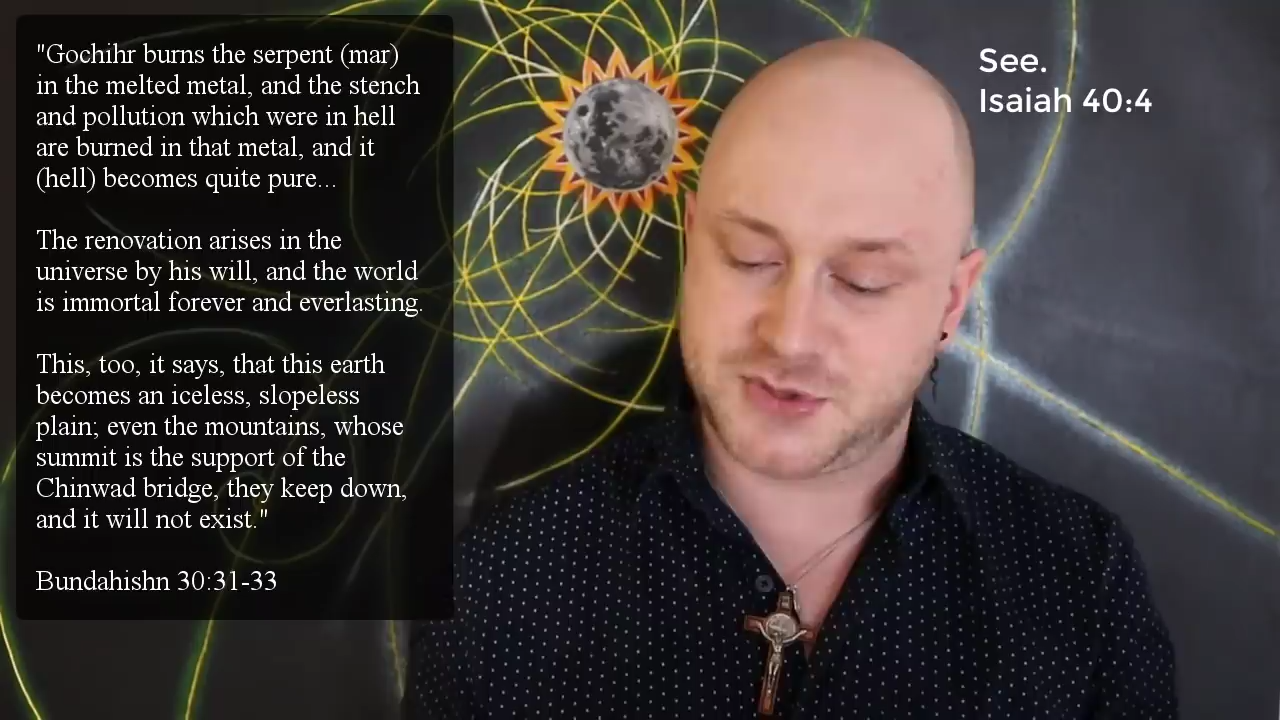 "Gochihr burns the serpent (mar)
in the melted metal, and the stench
and pollution which were in hell
are burned in that metal, and it
(hell) becomes quite pure...
The renovation arises in the
universe by his will, and the world
is immortal forever and everlasting.
This, too, it says, that this earth
becomes an iceless, slopeless
plain; even the mountains, whose
summit is the support of the
Chinwad bridge, they keep down,
and it will not exist."
Bundahishn 30:31-33
See.
Isaiah 40:4